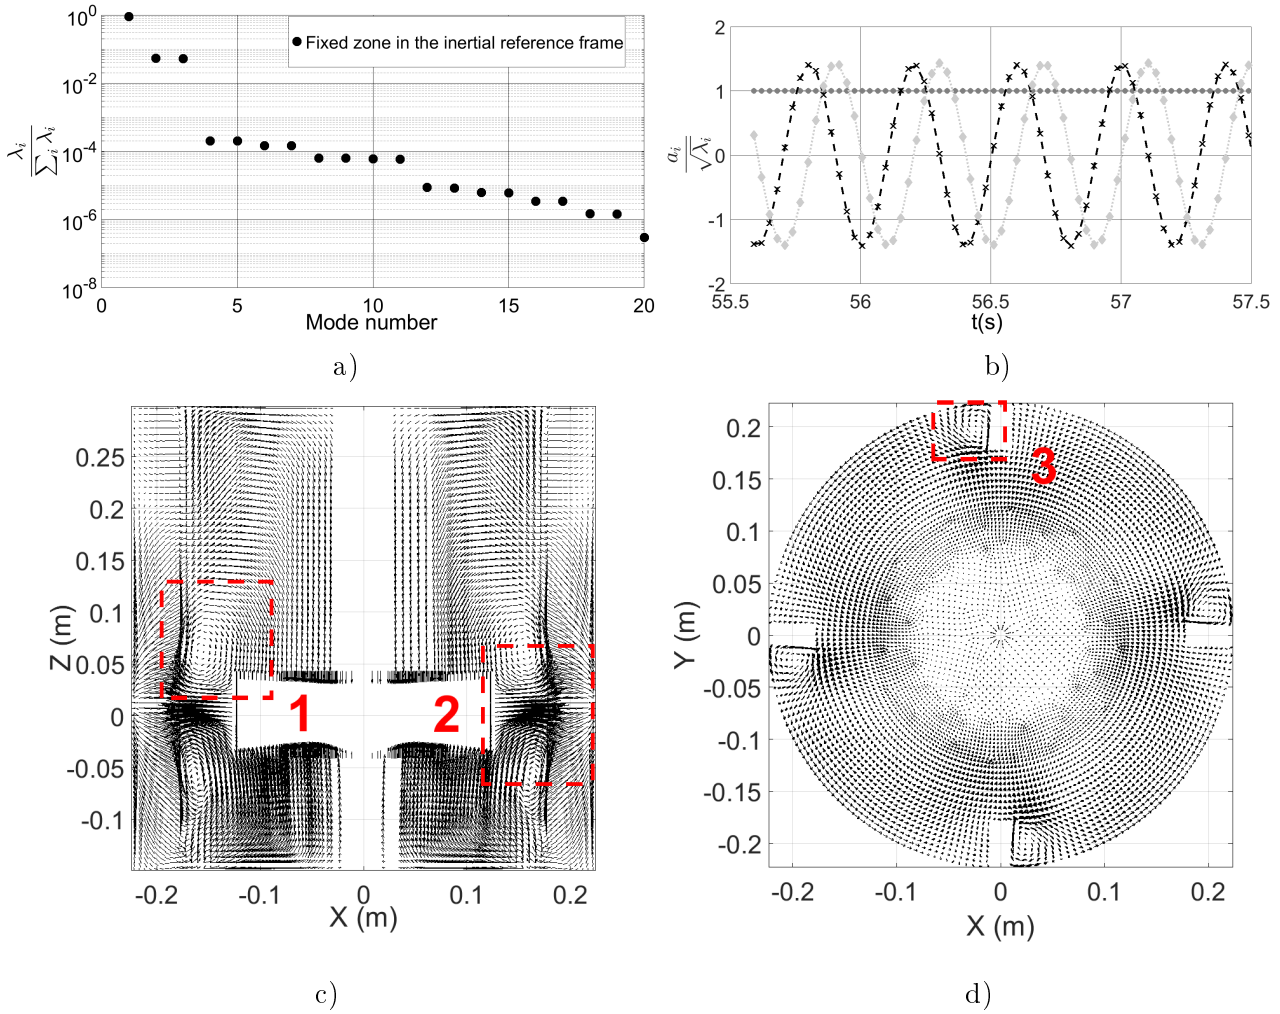 10^0
10^-2
10^-4
10^-6
10^-8
λ_i / ∑_i λ_i
Fixed zone in the inertial reference frame
0 5 10 15 20
Mode number
a)
2
1
0
-1
-2
a_i / √λ_i
55.5 56 56.5 57 57.5
t(s)
b)
0.25
0.2
0.15
0.1
0.05
0
-0.05
-0.1
Z (m)
1
2
-0.2 -0.1 0 0.1 0.2
X (m)
c)
0.2
0.15
0.1
0.05
0
-0.05
-0.1
-0.15
-0.2
Y (m)
3
-0.2 -0.1 0 0.1 0.2
X (m)
d)